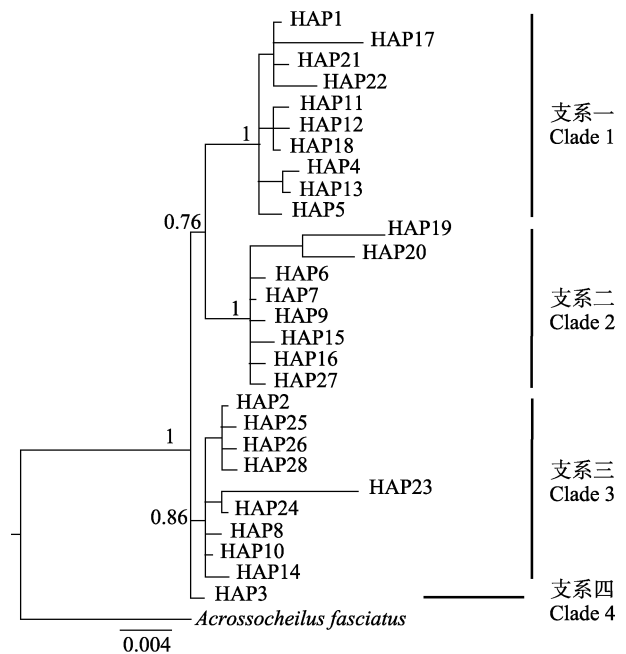 HAP1
HAP17
HAP21
HAP22
HAP11
HAP12
HAP18
HAP4
HAP13
HAP5
支系一
Clade 1
1
0.76
HAP19
HAP20
HAP6
HAP7
HAP9
HAP15
HAP16
HAP27
支系二
Clade 2
1
HAP2
HAP25
HAP26
HAP28
HAP23
HAP24
HAP8
HAP10
HAP14
支系三
Clade 3
1
0.86
HAP3
支系四
Clade 4
Acrossocheilus fasciatus
0.004